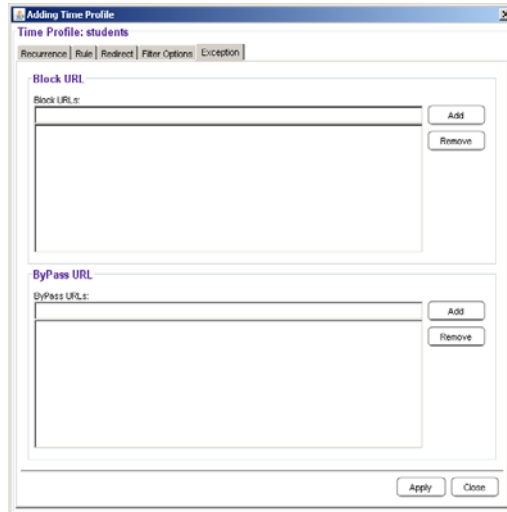 Adding Time Profile
Time Profile: students
Recurrence Rule Redirect Filter Options Exception
Block URL
Block URLs:
Add
Remove
ByPass URL
ByPass URLs:
Add
Remove
Apply Close